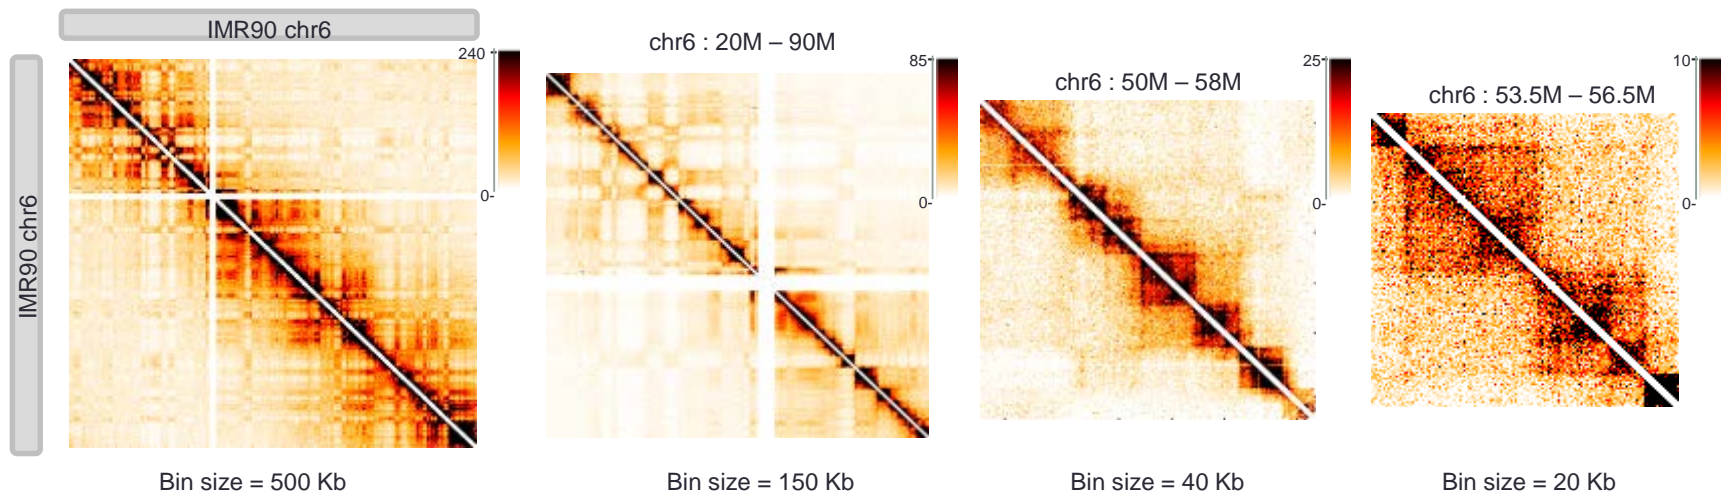 IMR90 chr6
IMR90 chr6
240
0-
Bin size = 500 Kb
chr6 : 20M – 90M
85-
0-
Bin size = 150 Kb
chr6 : 50M – 58M
25-
0-
Bin size = 40 Kb
chr6 : 53.5M – 56.5M
10-
0-
Bin size = 20 Kb